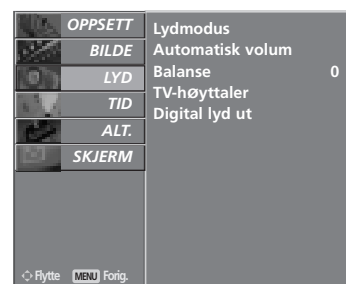 OPPSETT
BILDE
LYD
TID
ALT.
SKJERM
Lydmodus
Automatisk volum
Balanse 0
TV-høyttaler
Digital lyd ut
Flytte MENU Forig.